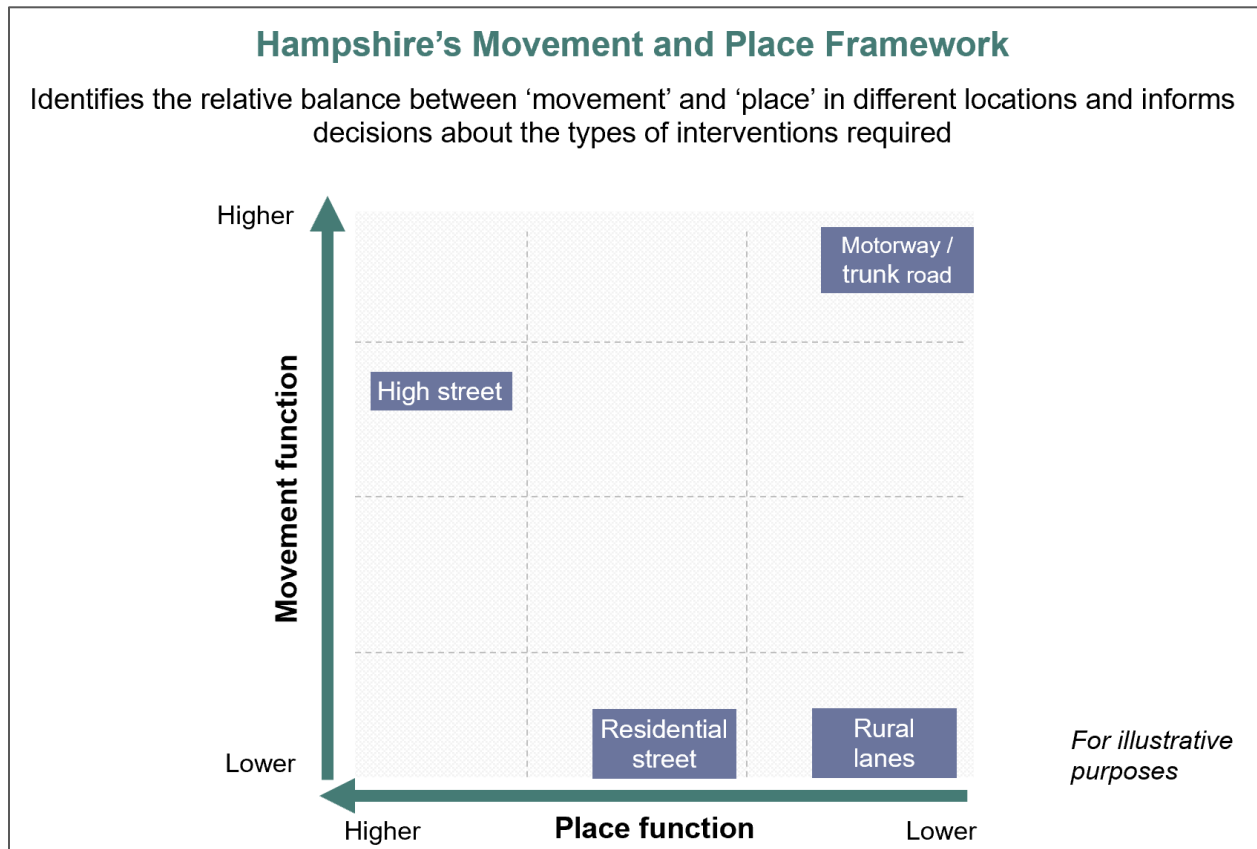 Hampshire’s Movement and Place Framework
Identifies the relative balance between ‘movement’ and ‘place’ in different locations and informs
decisions about the types of interventions required
Higher
Motorway /
trunk road
High street
Movement function
Residential
street
Rural
lanes
For illustrative
purposes
Lower
Higher
Place function
Lower